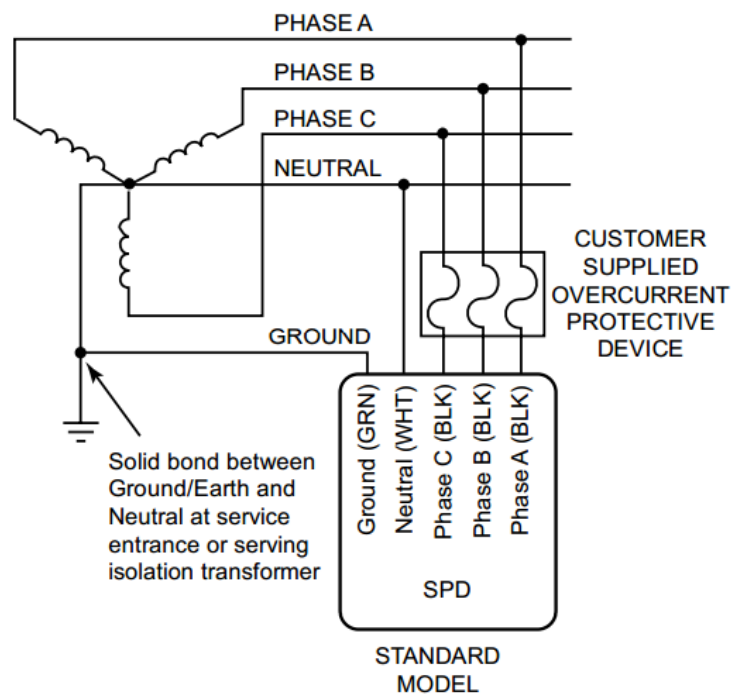 PHASE A
PHASE B
PHASE C
NEUTRAL
CUSTOMER
SUPPLIED
OVERCURRENT
PROTECTIVE
DEVICE
GROUND
Solid bond between
Ground/Earth and
Neutral at service
entrance or serving
isolation transformer
Ground (GRN)
Neutral (WHT)
Phase C (BLK)
Phase B (BLK)
Phase A (BLK)
SPD
STANDARD
MODEL